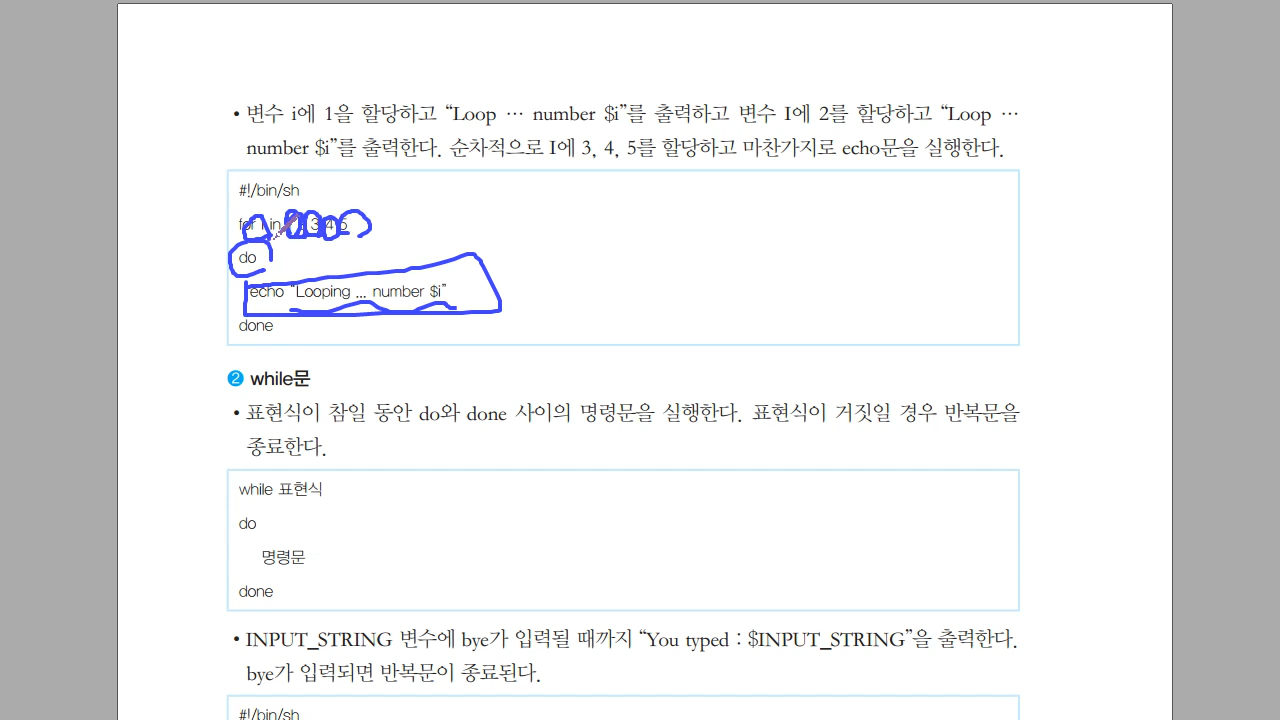 • 변수 i에 1을 할당하고 “Loop … number $i”를 출력하고 변수 I에 2를 할당하고 “Loop …
number $i”를 출력한다. 순차적으로 I에 3, 4, 5를 할당하고 마찬가지로 echo문을 실행한다.
#!/bin/sh
for i in 3 4 5
do
echo “Looping ... number $i”
done
2 while문
• 표현식이 참일 동안 do와 done 사이의 명령문을 실행한다. 표현식이 거짓일 경우 반복문을
종료한다.
while 표현식
do
명령문
done
• INPUT_STRING 변수에 bye가 입력될 때까지 “You typed : $INPUT_STRING”을 출력한다.
bye가 입력되면 반복문이 종료된다.
#!/bin/sh